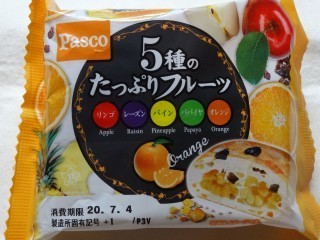 Pasco
5種の
たっぷりフルーツ
リンゴ レーズン パイン パパイヤ オレンジ
Apple Raisin Pineapple Papaya Orange
Orange
消費期限 20.7.4
製造所固有記号 +1 /P3V